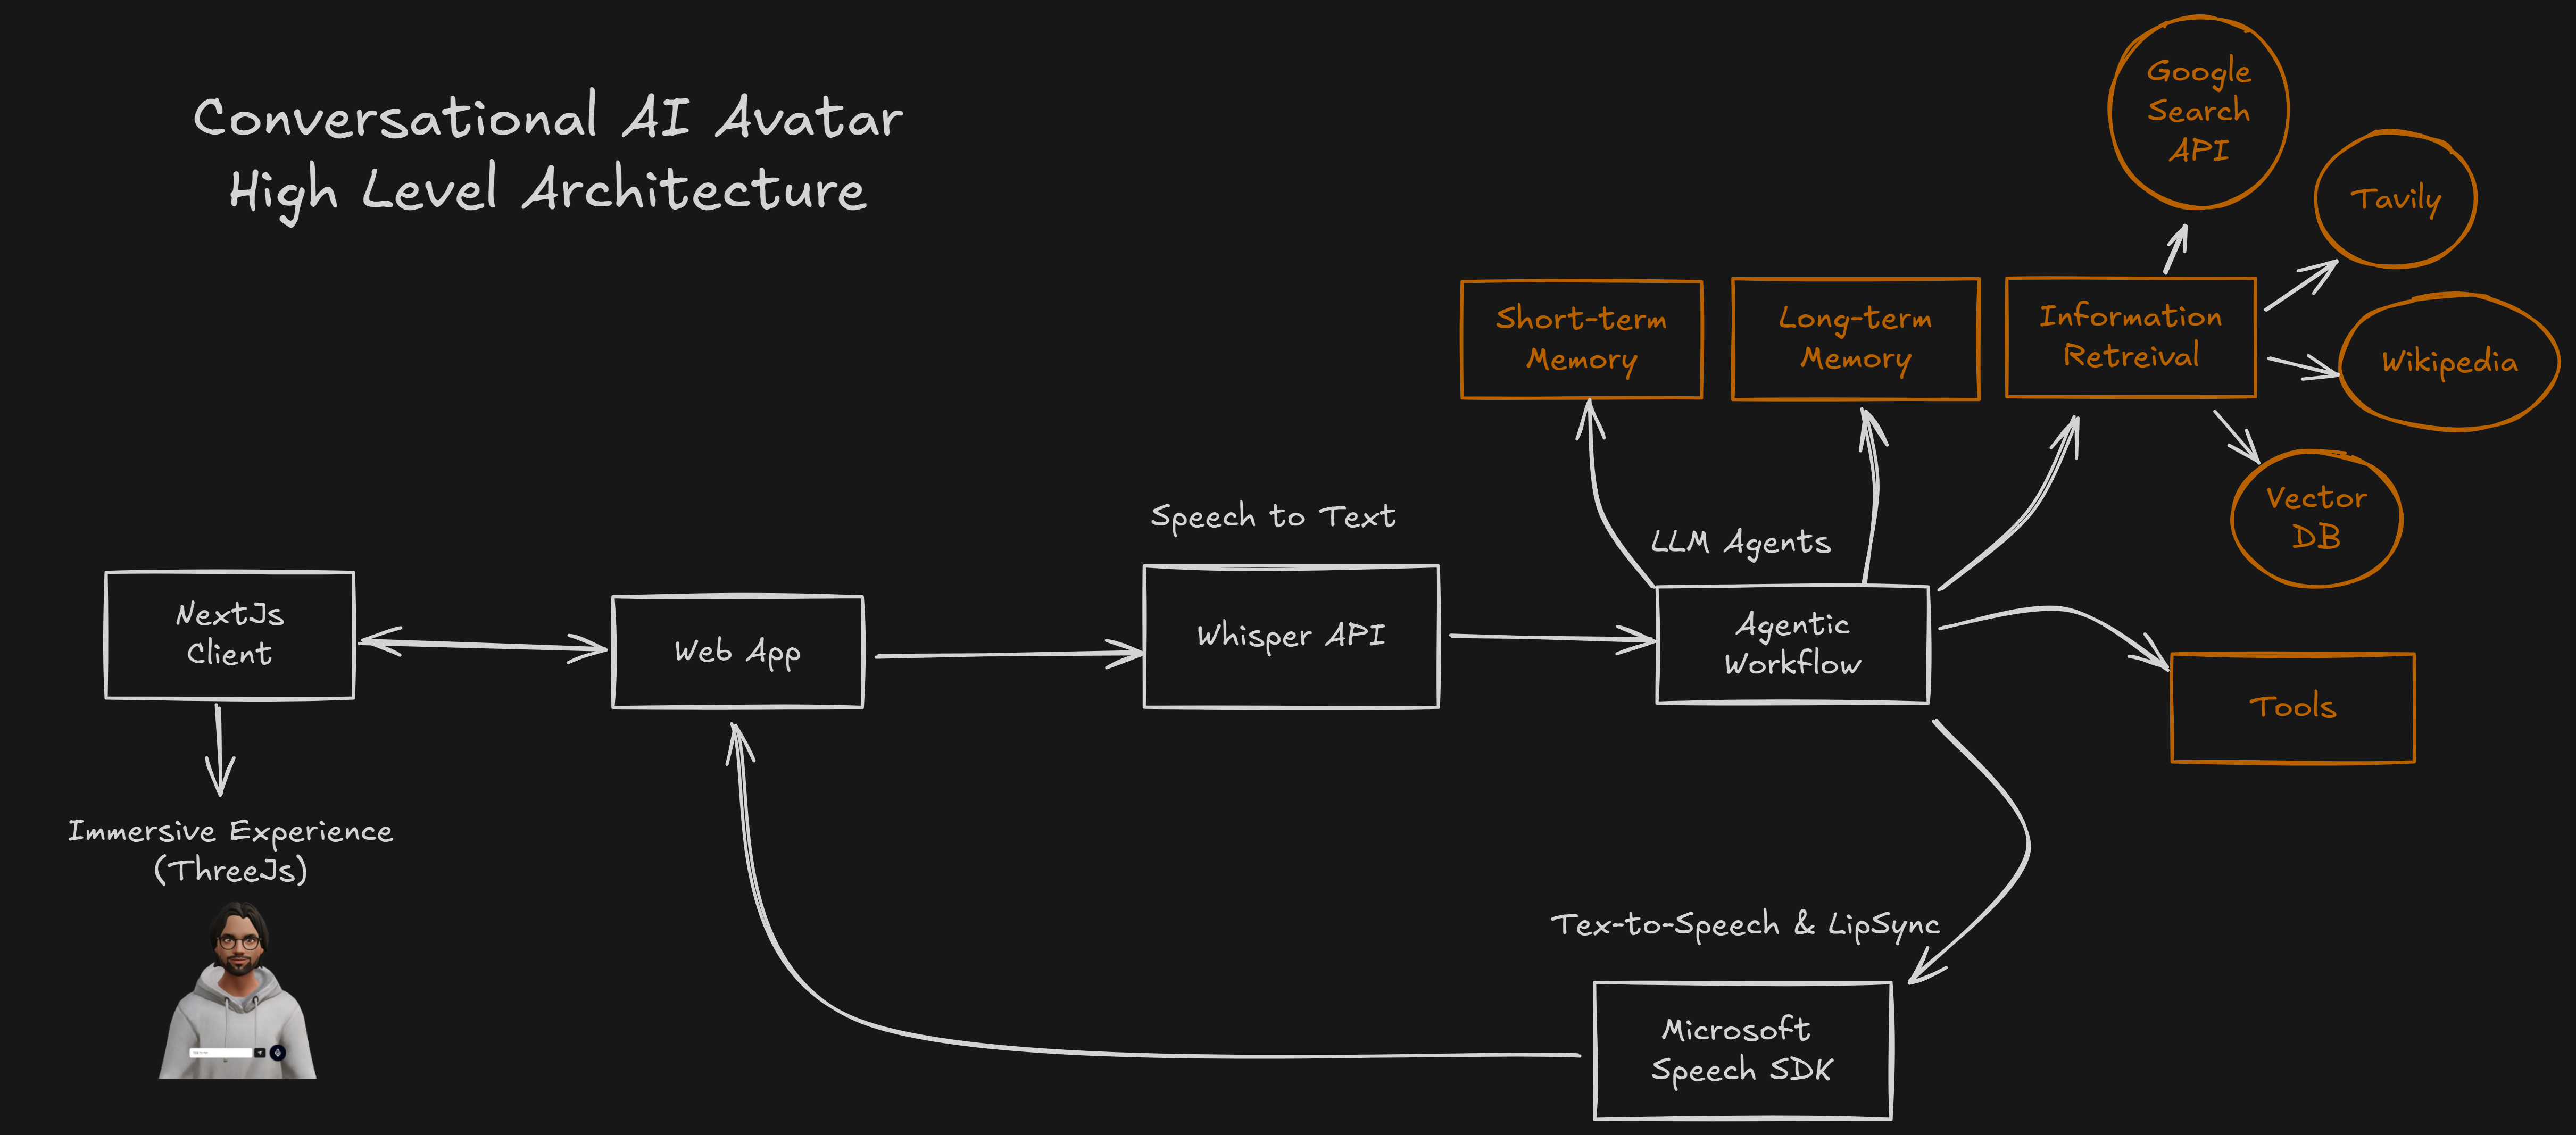 Conversational AI Avatar
High Level Architecture
Google
Search
API
Tavily
Wikipedia
Vector
DB
Short-term
Memory
Long-term
Memory
Information
Retreival
Speech to Text
LLM Agents
NextJs
Client
Web App
Whisper API
Agentic
Workflow
Tools
Immersive Experience
(ThreeJs)
Tex-to-Speech & LipSync
Microsoft
Speech SDK